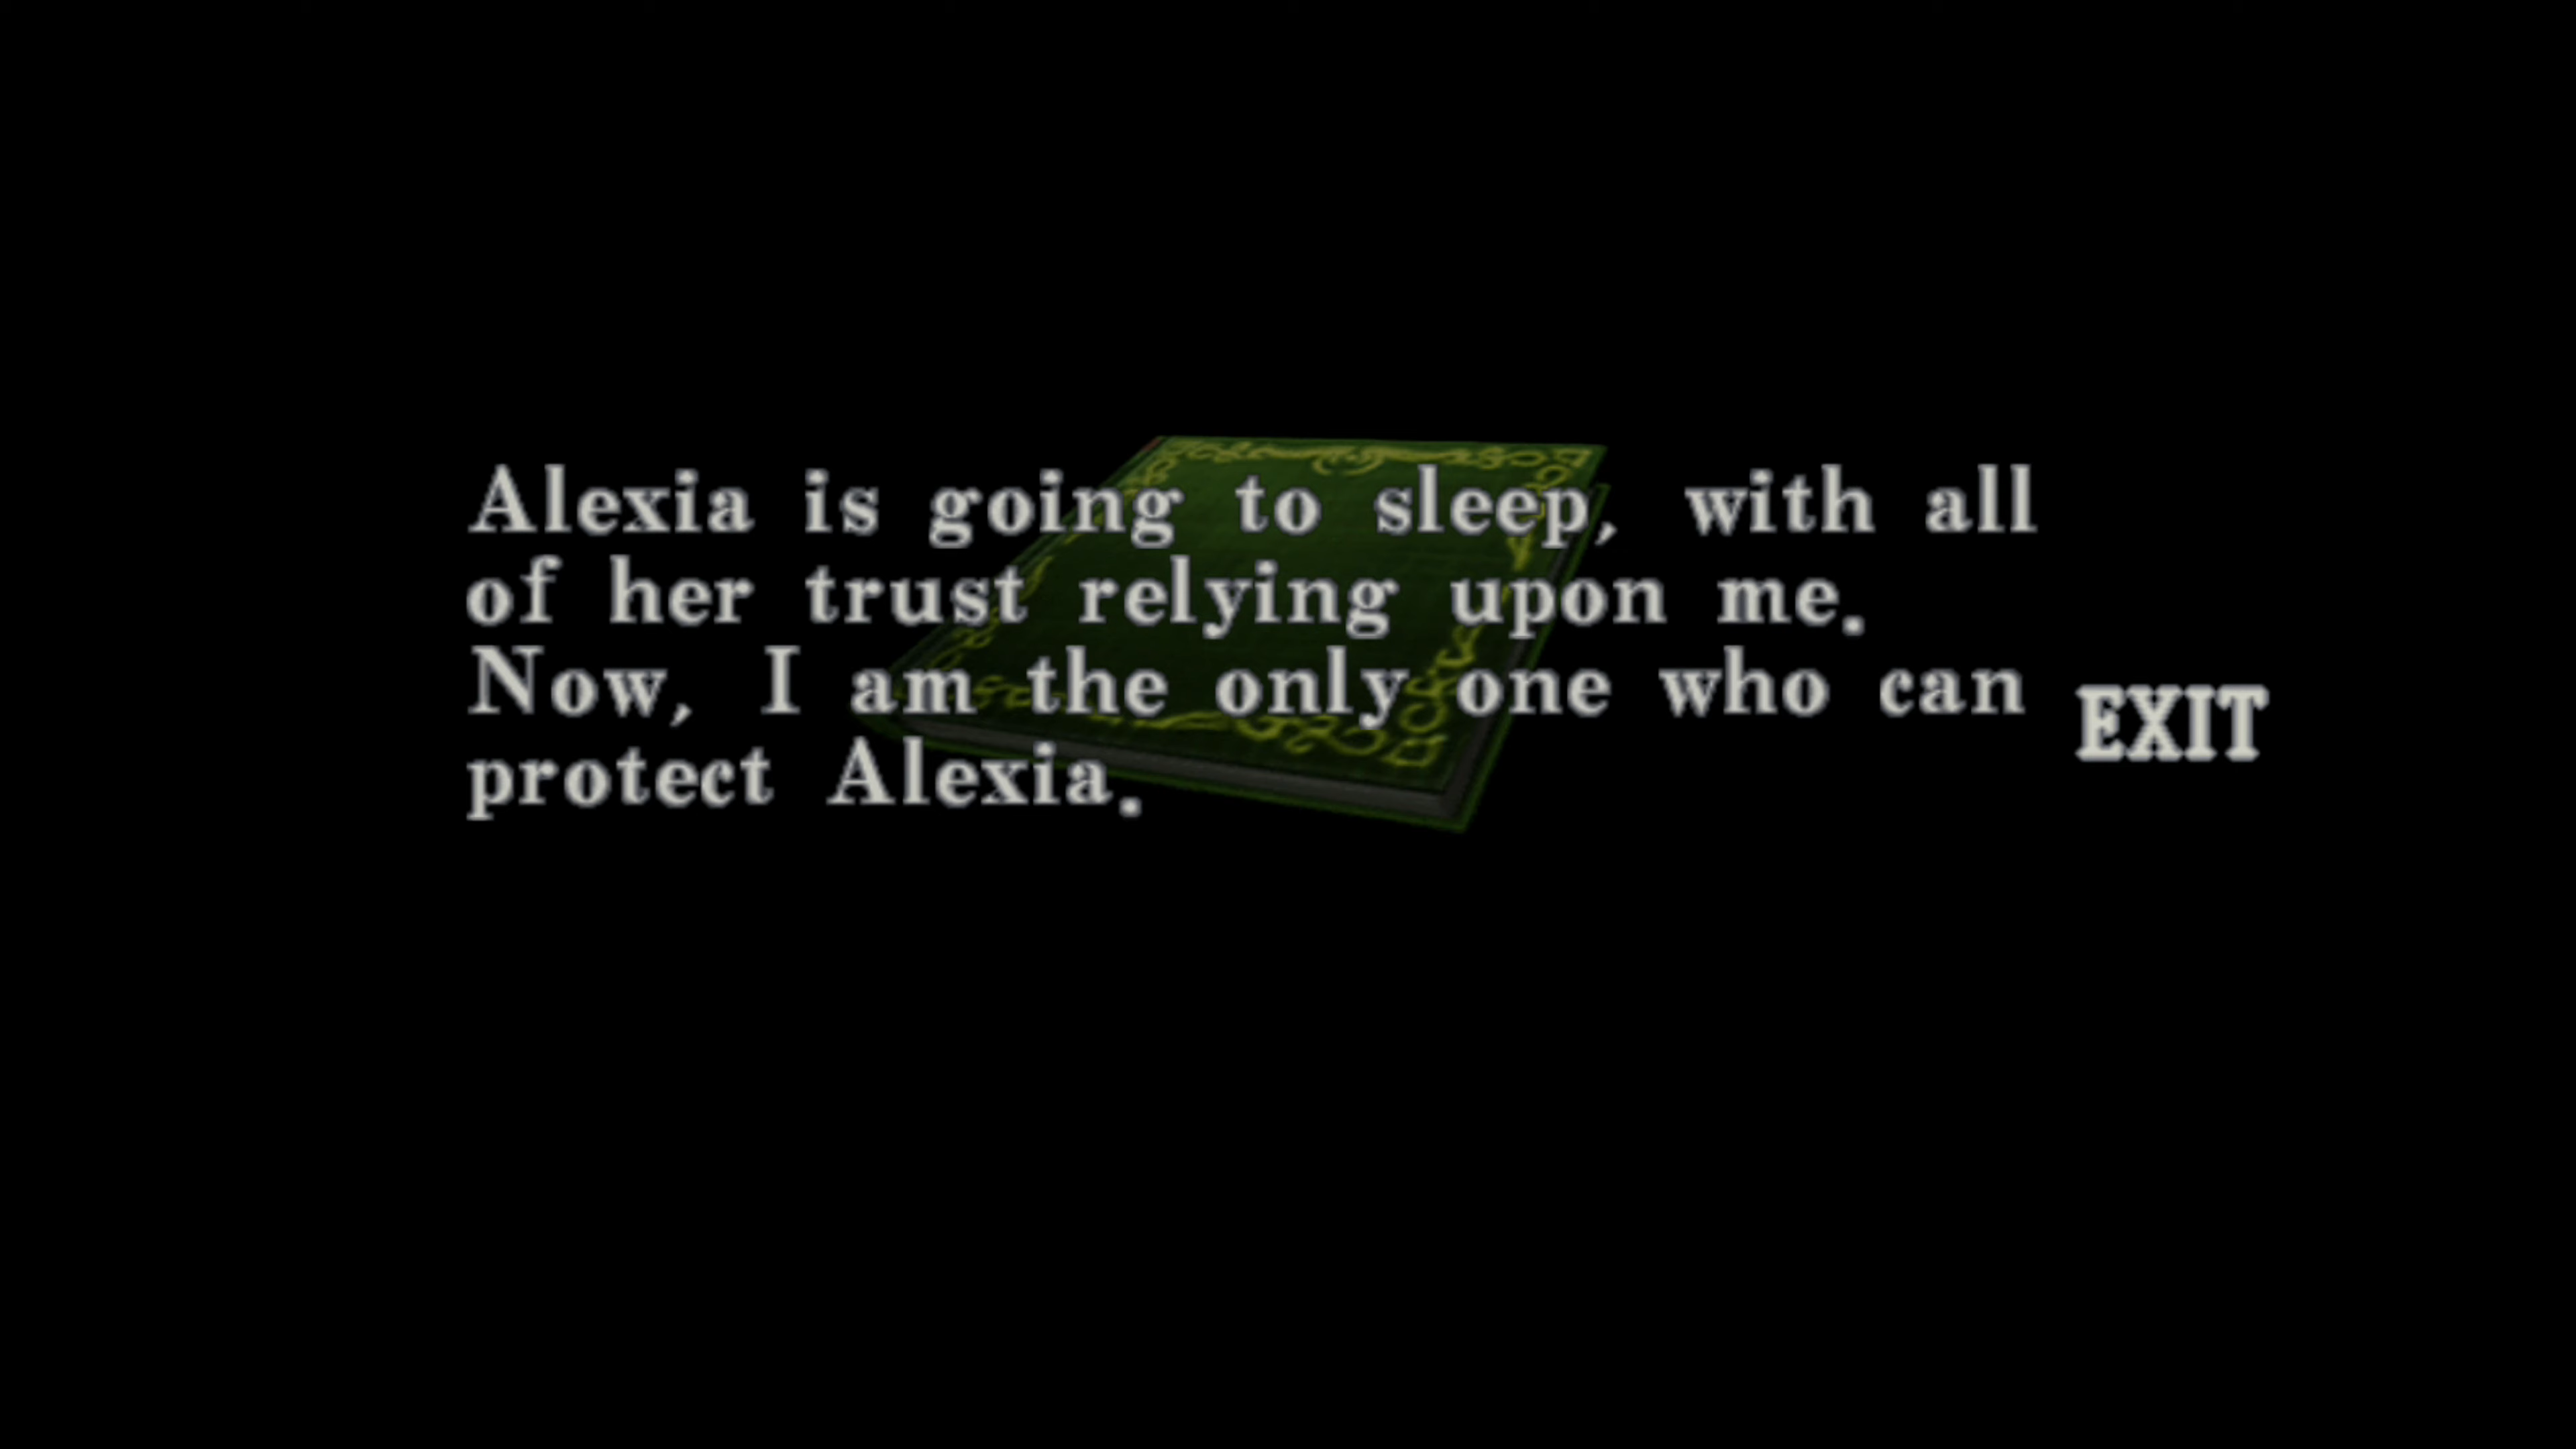 Alexia is going to sleep, with all
of her trust relying upon me.
Now, I am the only one who can
protect Alexia.
EXIT